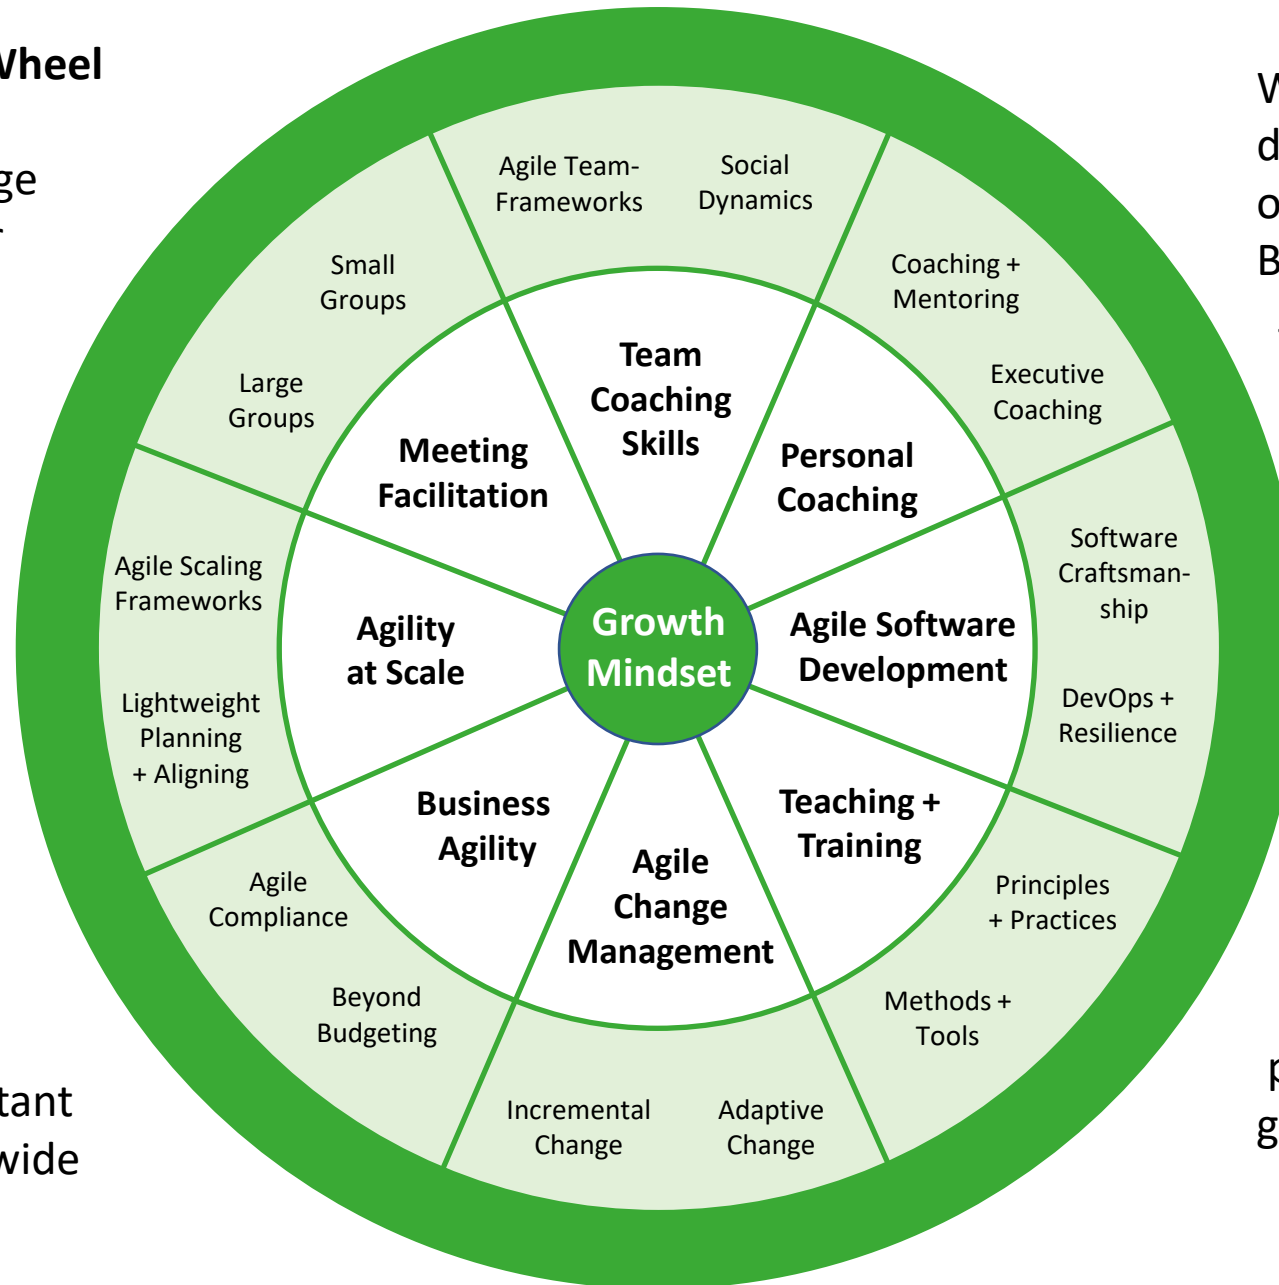 Wheel
Agile Team-
Frameworks
Social
Dynamics
Small
Groups
Large
Groups
Coaching +
Mentoring
Executive
Coaching
Team
Coaching
Skills
Meeting
Facilitation
Personal
Coaching
Software
Craftsman-
ship
DevOps +
Resilience
Agile Scaling
Frameworks
Lightweight
Planning
+ Aligning
Agility
at Scale
Growth
Mindset
Agile Software
Development
Business
Agility
Agile
Change
Management
Teaching +
Training
Agile
Compliance
Beyond
Budgeting
Principles
+ Practices
Methods +
Tools
Incremental
Change
Adaptive
Change
wide